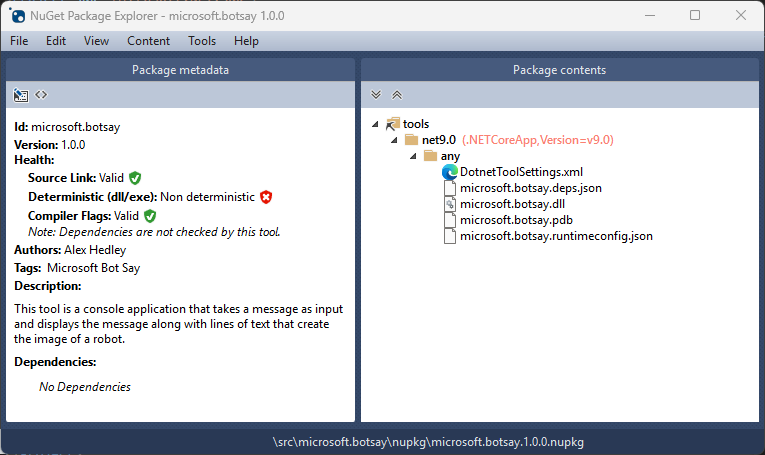 NuGet Package Explorer - microsoft.botsay 1.0.0
File Edit View Content Tools Help
Package metadata
Id: microsoft.botsay
Version: 1.0.0
Health:
Source Link: Valid
Deterministic (dll/exe): Non deterministic
Compiler Flags: Valid
Note: Dependencies are not checked by this tool.
Authors: Alex Hedley
Tags: Microsoft Bot Say
Description:
This tool is a console application that takes a message as input
and displays the message along with lines of text that create
the image of a robot.
Dependencies:
No Dependencies
Package contents
tools
net9.0 (.NETCoreApp,Version=v9.0)
any
DotnetToolSettings.xml
microsoft.botsay.deps.json
microsoft.botsay.dll
microsoft.botsay.pdb
microsoft.botsay.runtimeconfig.json
\src\microsoft.botsay\nupkg\microsoft.botsay.1.0.0.nupkg